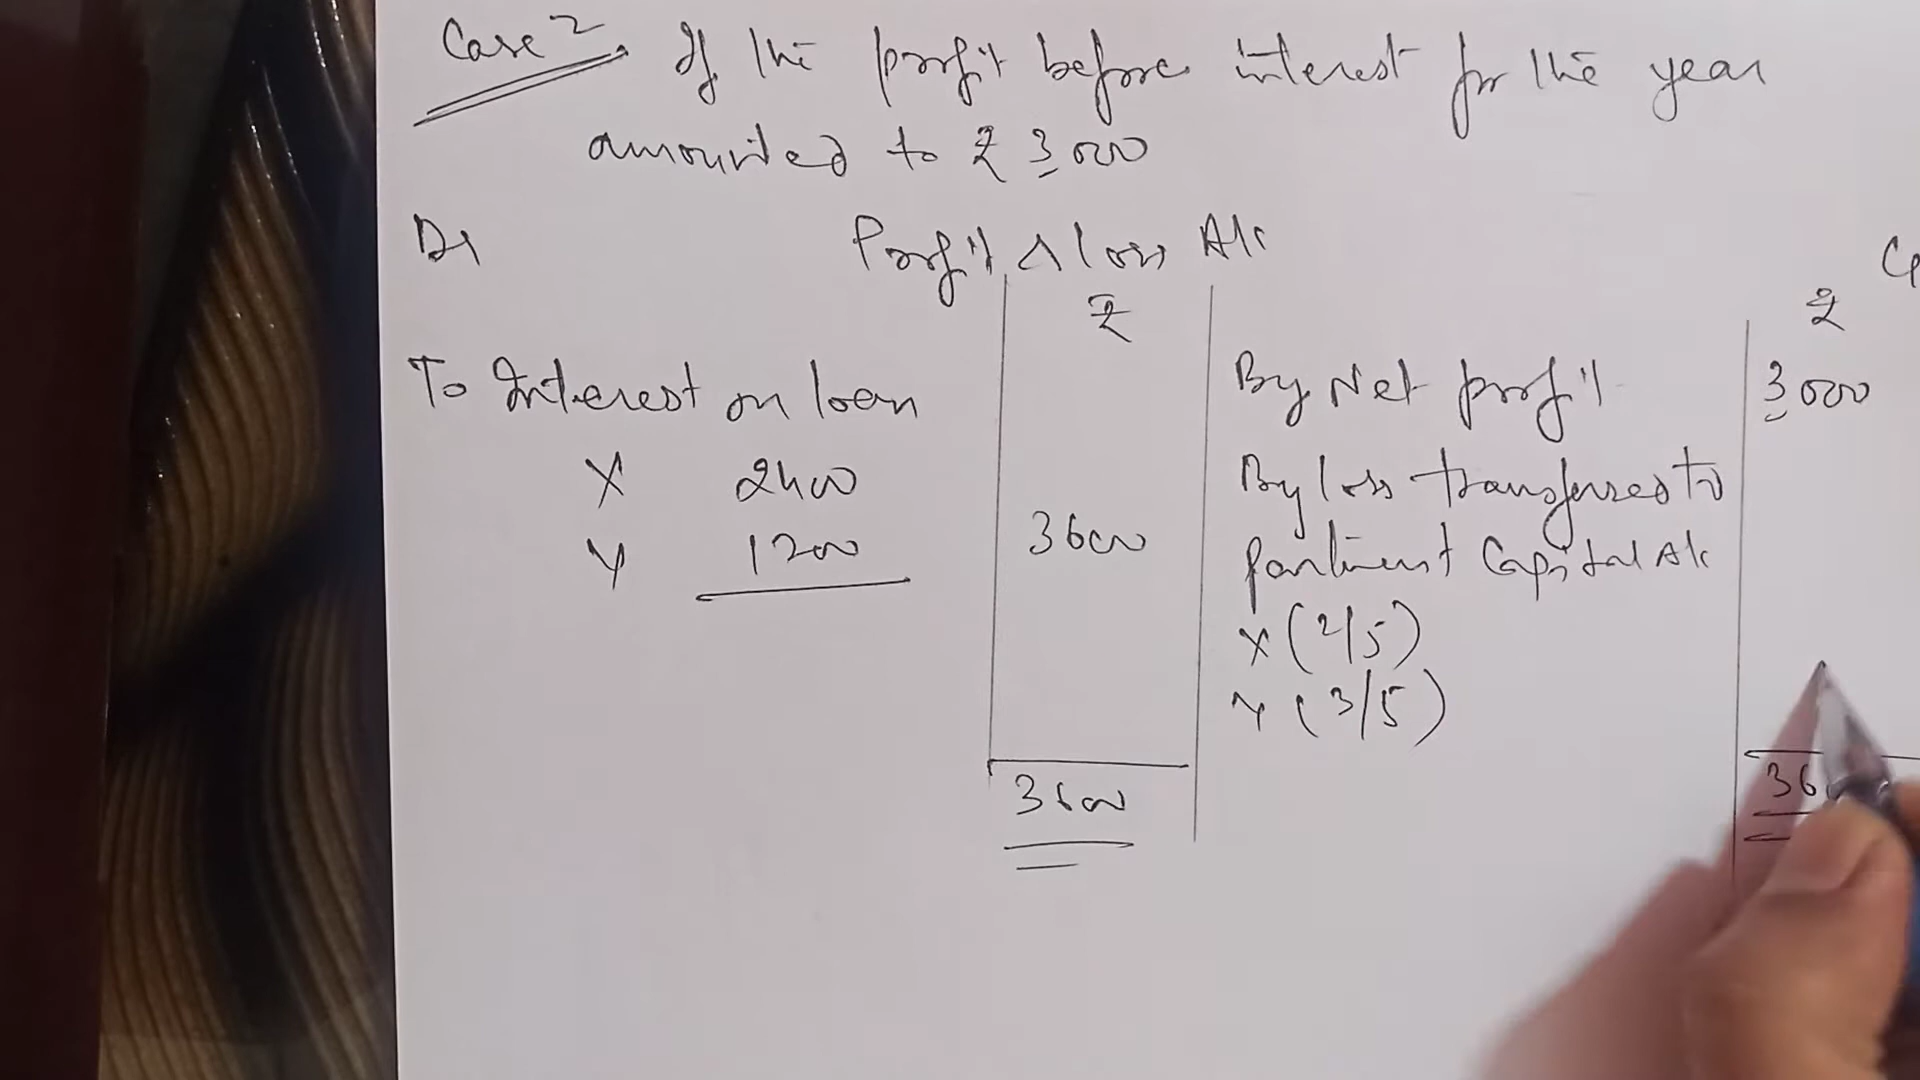 Case 2 If the profit before interest for the year
amounted to ₹ 3000
Dr Profit & loss A/c Cr
₹ ₹
To Interest on loan By Net profit 3000
X 2400 By loss transferred to
Y 1200 3600 Partners' Capital A/c
X (2/5)
Y (3/5)
3600 36